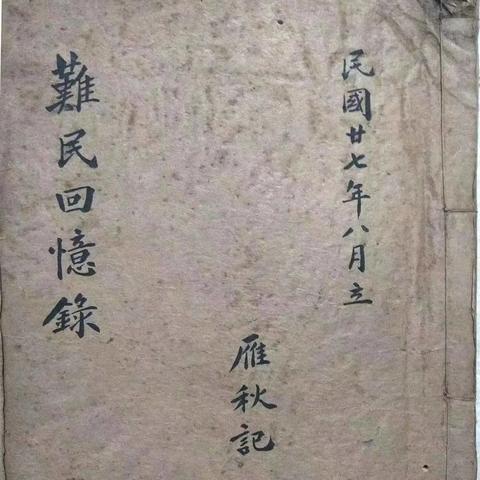 民國廿七年八月立
雁秋記
難民回憶錄